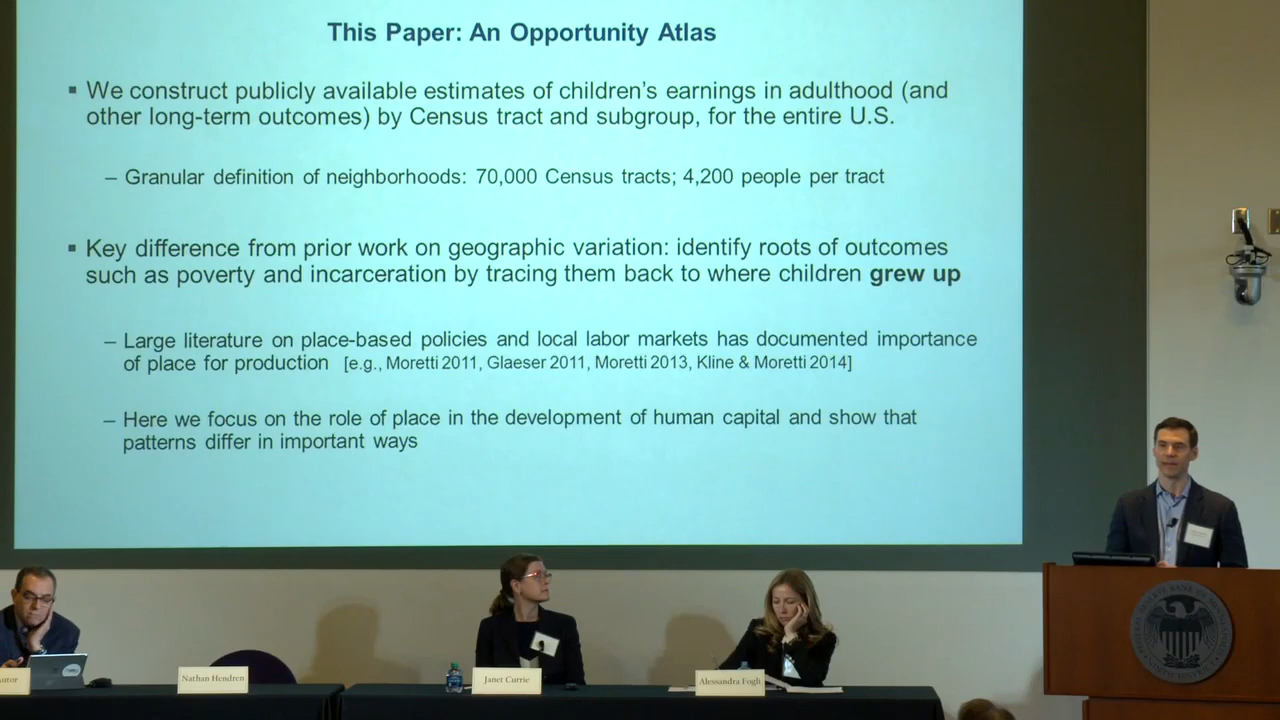 This Paper: An Opportunity Atlas
▪ We construct publicly available estimates of children's earnings in adulthood (and
other long-term outcomes) by Census tract and subgroup, for the entire U.S.
– Granular definition of neighborhoods: 70,000 Census tracts; 4,200 people per tract
▪ Key difference from prior work on geographic variation: identify roots of outcomes
such as poverty and incarceration by tracing them back to where children grew up
– Large literature on place-based policies and local labor markets has documented importance
of place for production [e.g., Moretti 2011, Glaeser 2011, Moretti 2013, Kline & Moretti 2014]
– Here we focus on the role of place in the development of human capital and show that
patterns differ in important ways
utor
Nathan Hendren
Janet Currie
Alessandra Fogli